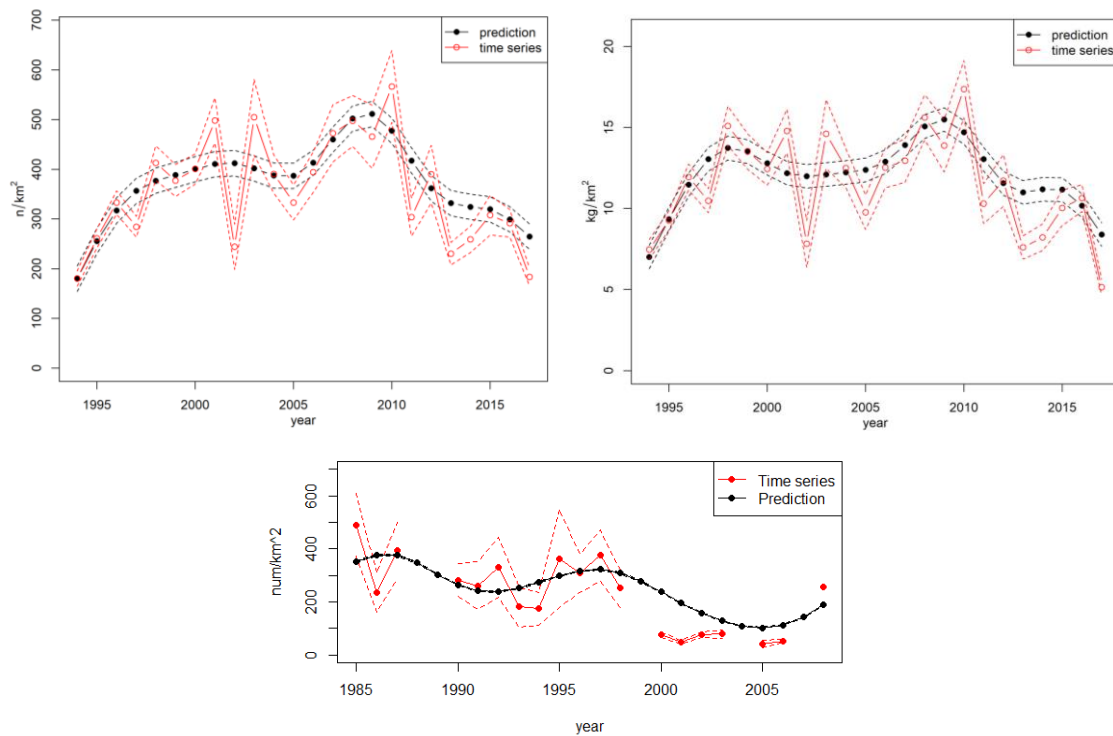 700
600
500
400
300
200
100
0
n/km²
prediction
time series
1995 2000 2005 2010 2015
year
20
15
10
5
0
kg/km²
prediction
time series
1995 2000 2005 2010 2015
year
600
400
200
0
num/km^2
Time series
Prediction
1985 1990 1995 2000 2005
year